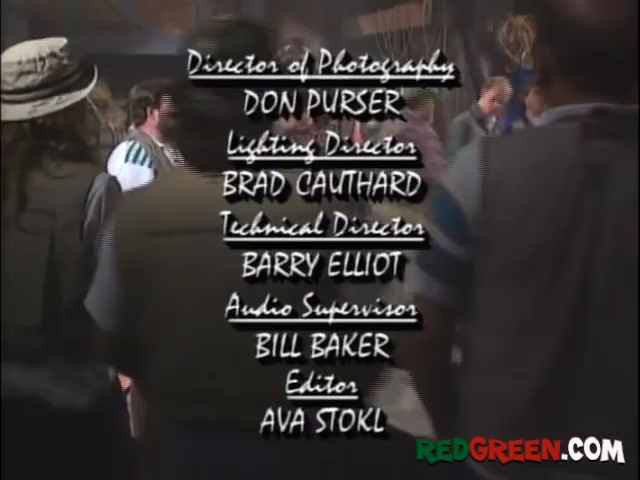 Director of Photography
DON PURSER
Lighting Director
BRAD CAUTHARD
Technical Director
BARRY ELLIOT
Audio Supervisor
BILL BAKER
Editor
AVA STOKL
REDGREEN.COM